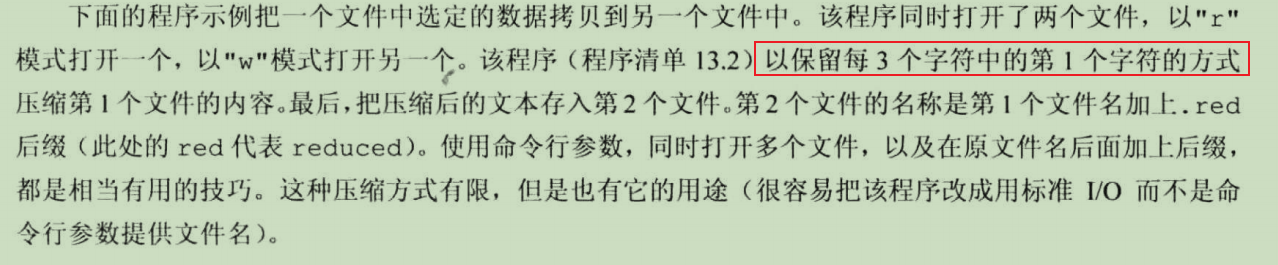 下面的程序示例把一个文件中选定的数据拷贝到另一个文件中。该程序同时打开了两个文件，以"r"
模式打开一个，以"w"模式打开另一个。该程序（程序清单 13.2）以保留每 3 个字符中的第 1 个字符的方式
压缩第 1 个文件的内容。最后，把压缩后的文本存入第 2 个文件。第 2 个文件的名称是第 1 个文件名加上.red
后缀（此处的 red 代表 reduced）。使用命令行参数，同时打开多个文件，以及在原文件名后面加上后缀，
都是相当有用的技巧。这种压缩方式有限，但是也有它的用途（很容易把该程序改成用标准 I/O 而不是命
令行参数提供文件名）。